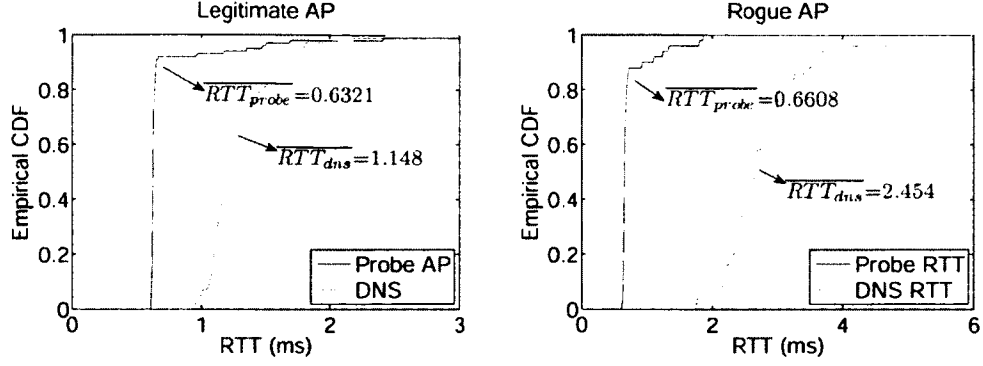 Legitimate AP
1
0.8
0.6
0.4
0.2
0
Empirical CDF
RTT_probe=0.6321
RTT_dns=1.148
Probe AP
DNS
0 1 2 3
RTT (ms)
Rogue AP
1
0.8
0.6
0.4
0.2
0
Empirical CDF
RTT_probe=0.6608
RTT_dns=2.454
Probe RTT
DNS RTT
0 2 4 6
RTT (ms)